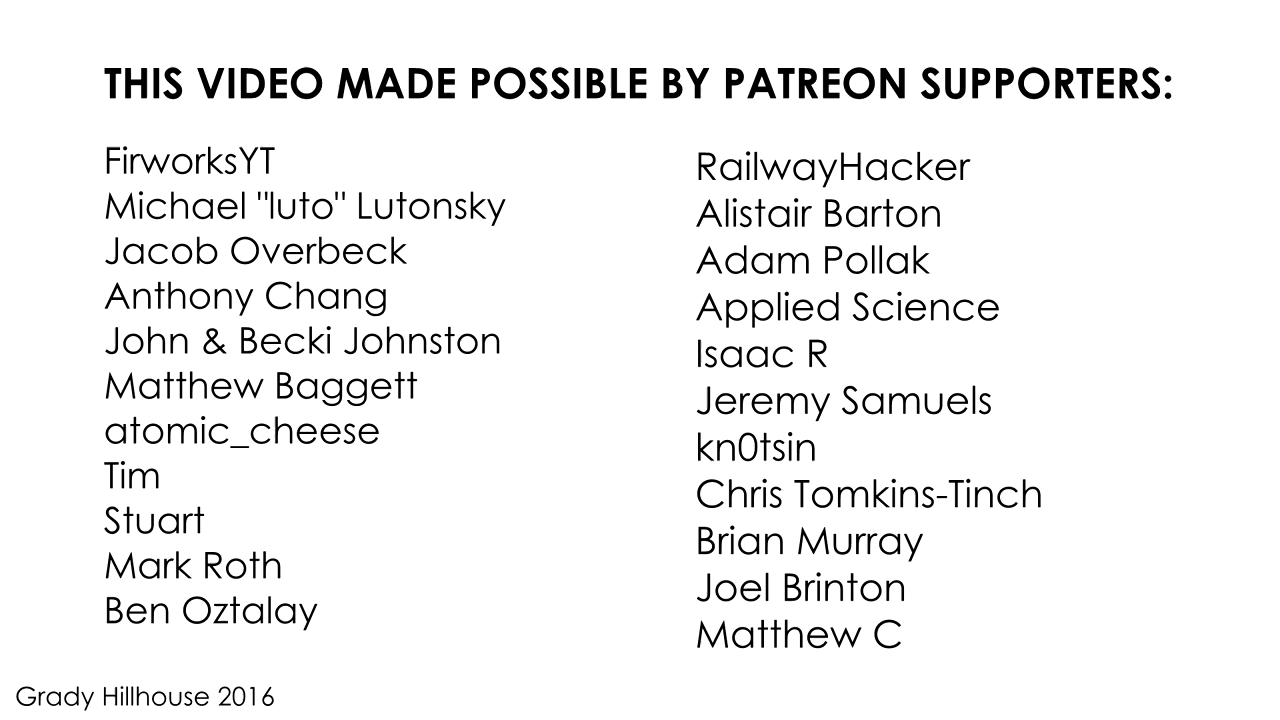 THIS VIDEO MADE POSSIBLE BY PATREON SUPPORTERS:
FirworksYT
Michael "luto" Lutonsky
Jacob Overbeck
Anthony Chang
John & Becki Johnston
Matthew Baggett
atomic_cheese
Tim
Stuart
Mark Roth
Ben Oztalay
RailwayHacker
Alistair Barton
Adam Pollak
Applied Science
Isaac R
Jeremy Samuels
kn0tsin
Chris Tomkins-Tinch
Brian Murray
Joel Brinton
Matthew C
Grady Hillhouse 2016